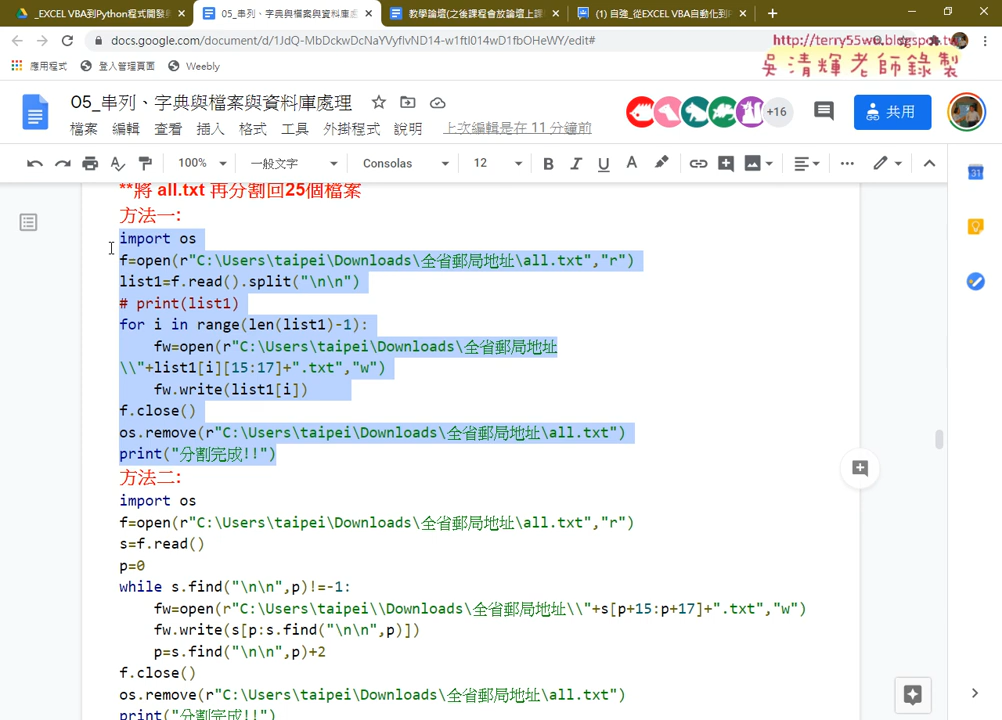 _EXCEL VBA到Python程式開發
05_串列、字典與檔案與資料庫處
教學論壇(之後課程會放論壇上課
(1) 自強_從EXCEL VBA自動化到P
docs.google.com/document/d/1JdQ-MbDckwDcNaYVyfIvND14-w1ftl014wD1fbOHeWY/edit#
http://terry55wu.blogspot.tw
吳清輝老師錄製
應用程式
登入管理頁面
Weebly
05_串列、字典與檔案與資料庫處理
+16
共用
檔案 編輯 查看 插入 格式 工具 外掛程式 說明 上次編輯是在 11 分鐘前
100% 一般文字 Consolas 12 B I U A
31
**將 all.txt 再分割回25個檔案
方法一:
import os
f=open(r"C:\Users\taipei\Downloads\全省郵局地址\all.txt","r")
list1=f.read().split("\n\n")
# print(list1)
for i in range(len(list1)-1):
    fw=open(r"C:\Users\taipei\Downloads\全省郵局地址
\\"+list1[i][15:17]+".txt","w")
    fw.write(list1[i])
f.close()
os.remove(r"C:\Users\taipei\Downloads\全省郵局地址\all.txt")
print("分割完成!!")
方法二:
import os
f=open(r"C:\Users\taipei\Downloads\全省郵局地址\all.txt","r")
s=f.read()
p=0
while s.find("\n\n",p)!=-1:
    fw=open(r"C:\Users\taipei\\Downloads\全省郵局地址\\"+s[p+15:p+17]+".txt","w")
    fw.write(s[p:s.find("\n\n",p)])
    p=s.find("\n\n",p)+2
f.close()
os.remove(r"C:\Users\taipei\Downloads\全省郵局地址\all.txt")
print("分割完成!!")